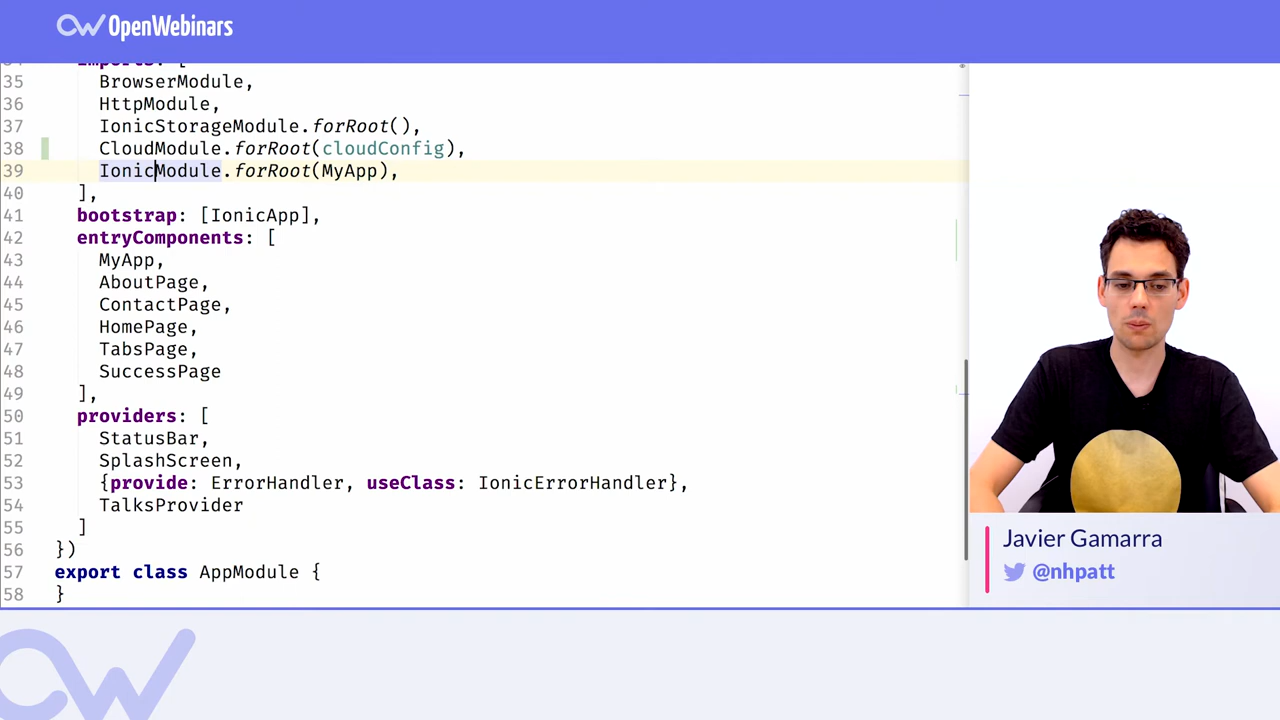 OpenWebinars
imports: [
35 BrowserModule,
36 HttpModule,
37 IonicStorageModule.forRoot(),
38 CloudModule.forRoot(cloudConfig),
39 IonicModule.forRoot(MyApp),
40 ],
41 bootstrap: [IonicApp],
42 entryComponents: [
43 MyApp,
44 AboutPage,
45 ContactPage,
46 HomePage,
47 TabsPage,
48 SuccessPage
49 ],
50 providers: [
51 StatusBar,
52 SplashScreen,
53 {provide: ErrorHandler, useClass: IonicErrorHandler},
54 TalksProvider
55 ]
56 })
57 export class AppModule {
58 }
Javier Gamarra
@nhpatt